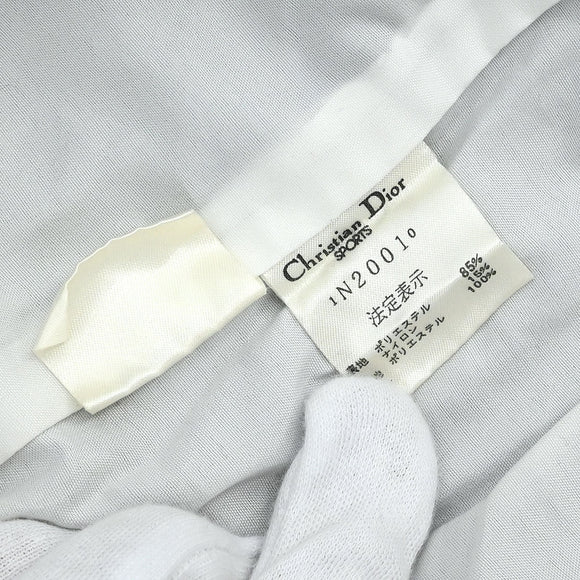 Christian Dior
SPORTS
1N20010
法定表示
ポリエステル 85%
ナイロン 15%
裏地 ポリエステル 100%